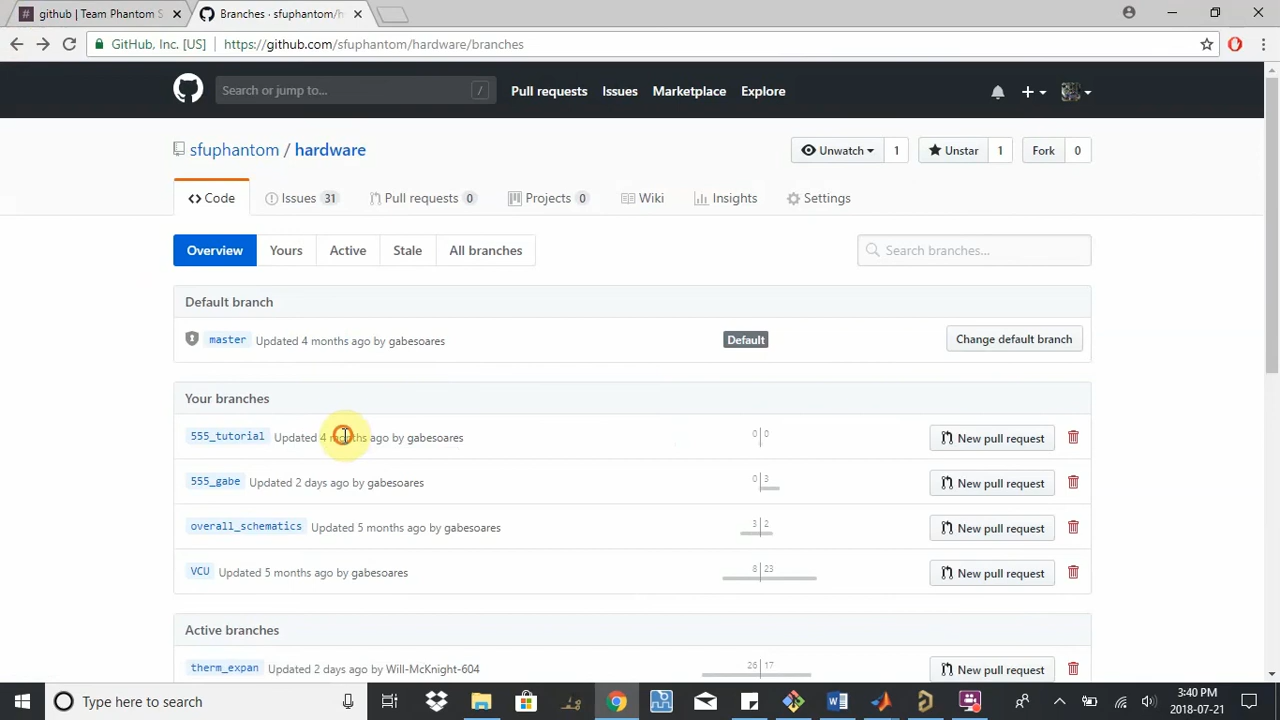 github | Team Phantom S
Branches · sfuphantom/h
GitHub, Inc. [US] https://github.com/sfuphantom/hardware/branches
Search or jump to... / Pull requests Issues Marketplace Explore
sfuphantom / hardware Unwatch 1 Unstar 1 Fork 0
Code Issues 31 Pull requests 0 Projects 0 Wiki Insights Settings
Overview Yours Active Stale All branches Search branches...
Default branch
master Updated 4 months ago by gabesoares Default Change default branch
Your branches
555_tutorial Updated 4 months ago by gabesoares 0 0 New pull request
555_gabe Updated 2 days ago by gabesoares 0 3 New pull request
overall_schematics Updated 5 months ago by gabesoares 3 2 New pull request
VCU Updated 5 months ago by gabesoares 8 23 New pull request
Active branches
therm_expan Updated 2 days ago by Will-McKnight-604 26 17 New pull request
Type here to search 3:40 PM
2018-07-21